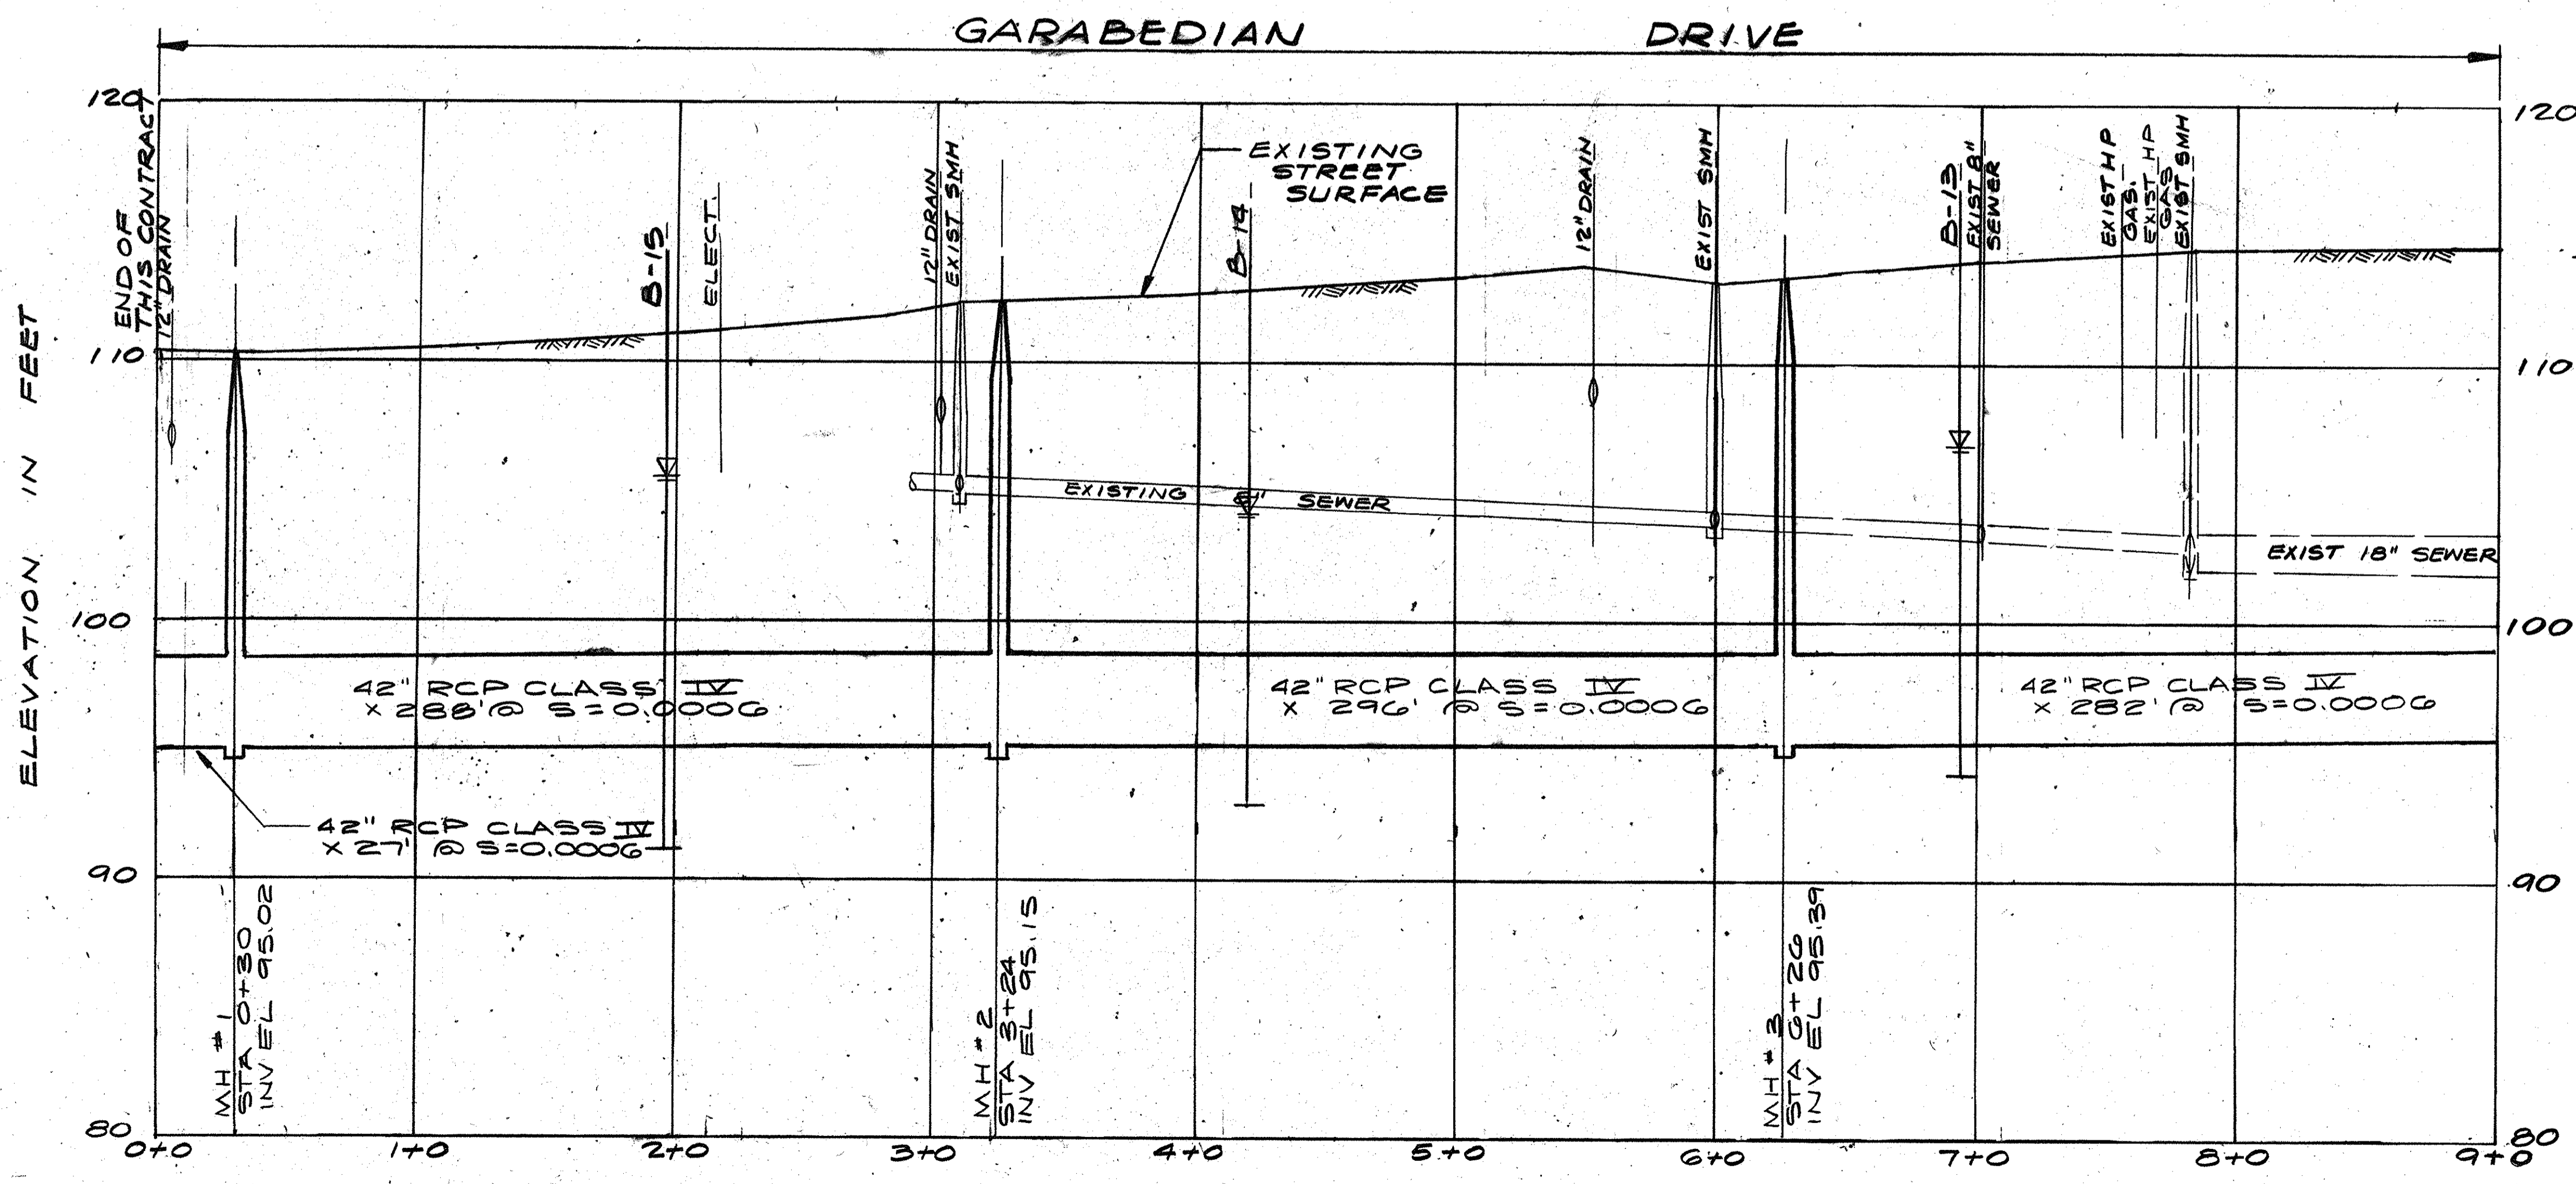 GARABEDIAN DRIVE
ELEVATION IN FEET
120
110
100
90
80
120
110
100
90
80
END OF
THIS CONTRACT
12" DRAIN
B-15
ELECT.
12" DRAIN
EXIST SMH
EXISTING
STREET
SURFACE
B-14
12" DRAIN
EXIST SMH
B-13
EXIST 8"
SEWER
EXIST HP
GAS.
EXIST HP
GAS
EXIST SMH
EXISTING 8" SEWER
EXIST 18" SEWER
42" RCP CLASS IV
x 288' @ S=0.0006
42" RCP CLASS IV
x 296' @ S=0.0006
42" RCP CLASS IV
x 282' @ S=0.0006
42" RCP CLASS IV
x 27' @ S=0.0006
MH # 1
STA 0+30
INV EL 95.02
MH # 2
STA 3+24
INV EL 95.15
MH # 3
STA 6+26
INV EL 95.39
0+0 1+0 2+0 3+0 4+0 5+0 6+0 7+0 8+0 9+0